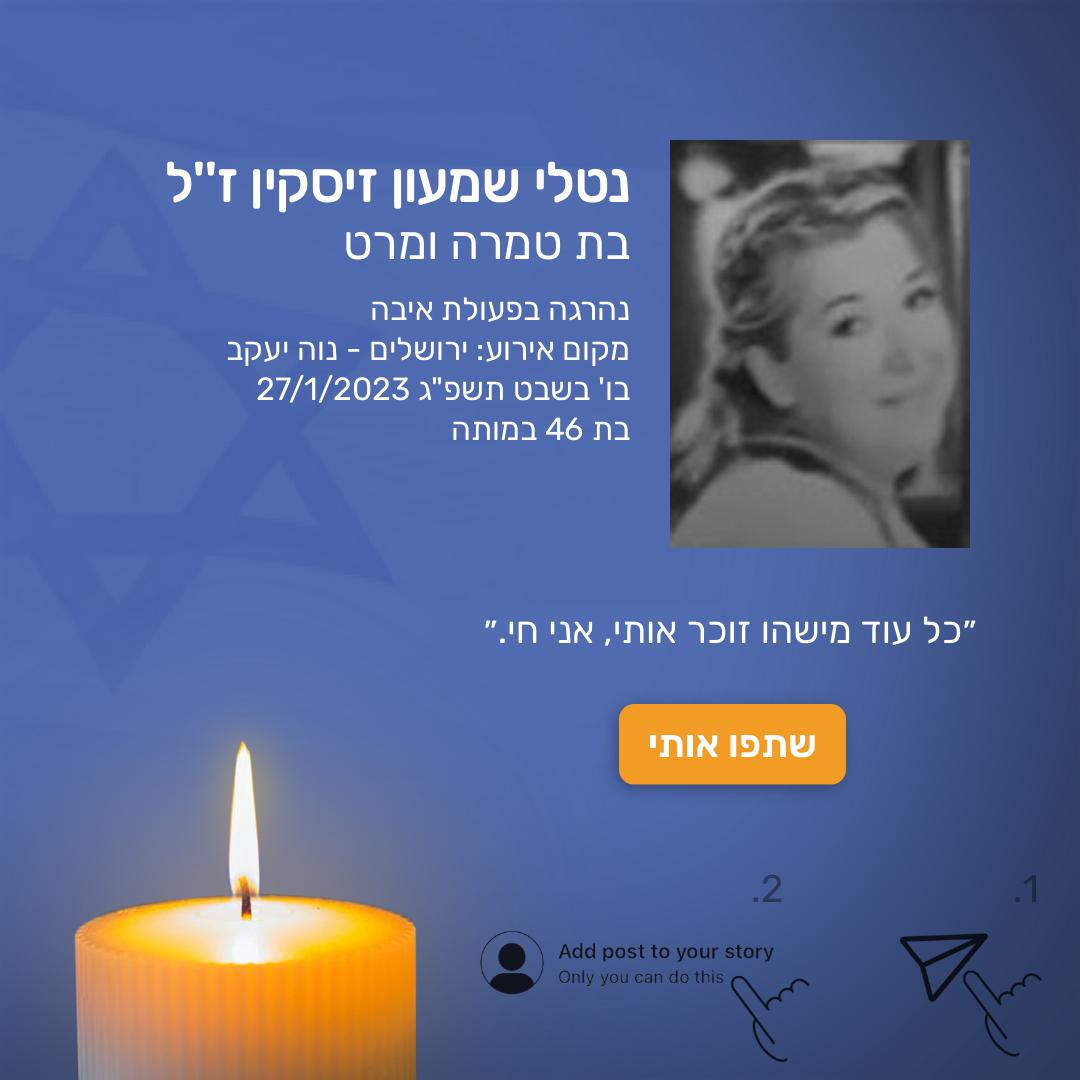 נטלי שמעון זיסקין ז"ל
בת טמרה ומרט
נהרגה בפעולת איבה
מקום אירוע: ירושלים - נוה יעקב
בו' בשבט תשפ"ג 27/1/2023
בת 46 במותה
״כל עוד מישהו זוכר אותי, אני חי.״
שתפו אותי
1.
2.
Add post to your story
Only you can do this